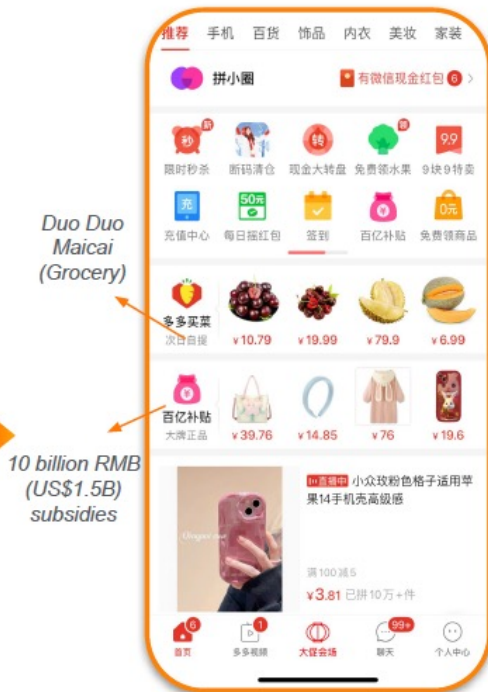 推荐 手机 百货 饰品 内衣 美妆 家装
拼小圈 有微信现金红包 6 >
新
秒
转
领
9.9
限时秒杀 断码清仓 现金大转盘 免费领水果 9块9特卖
充
50元
0元
充值中心 每日摇红包 签到 百亿补贴 免费领商品
Duo Duo
Maicai
(Grocery)
多多买菜
次日自提 ¥10.79 ¥19.99 ¥79.9 ¥6.99
10 billion RMB
(US$1.5B)
subsidies
百亿补贴
大牌正品 ¥39.76 ¥14.85 ¥76 ¥19.6
直播中 小众玫粉色格子适用苹
果14手机壳高级感
满100减5
¥3.81 已拼10万+件
6 1 99+
首页 多多视频 大促会场 聊天 个人中心